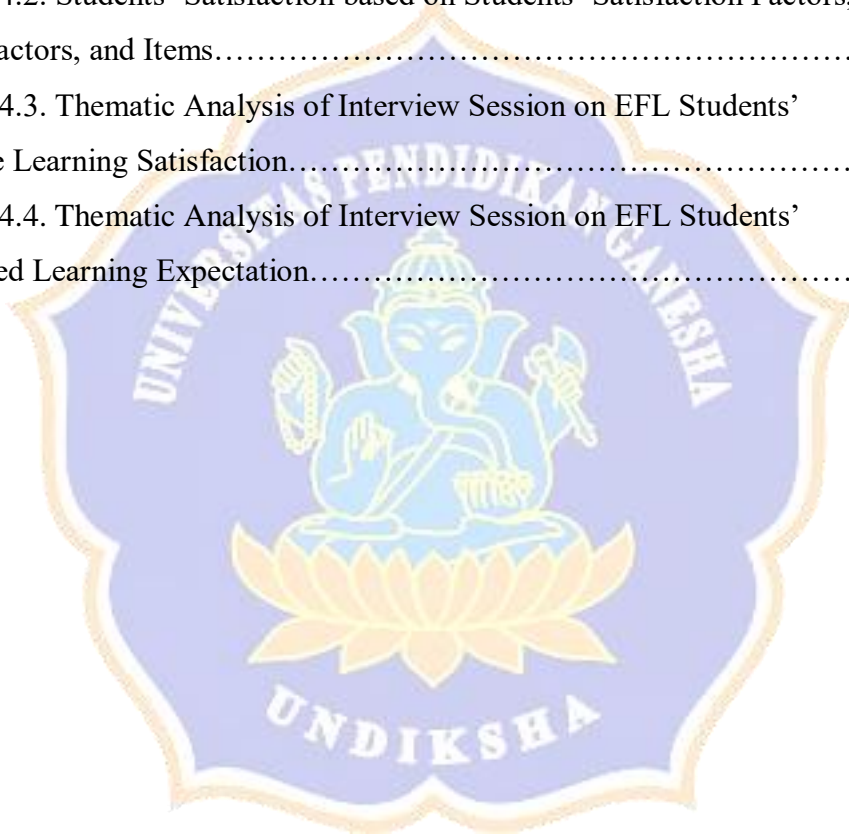 4.2. Students’ Satisfaction based on Students’ Satisfaction Factors,
actors, and Items……………………………………………………
4.3. Thematic Analysis of Interview Session on EFL Students’
e Learning Satisfaction………………………………………………
4.4. Thematic Analysis of Interview Session on EFL Students’
ed Learning Expectation……………………………………………
UNIVERSITAS PENDIDIKAN GANESHA
UNDIKSHA